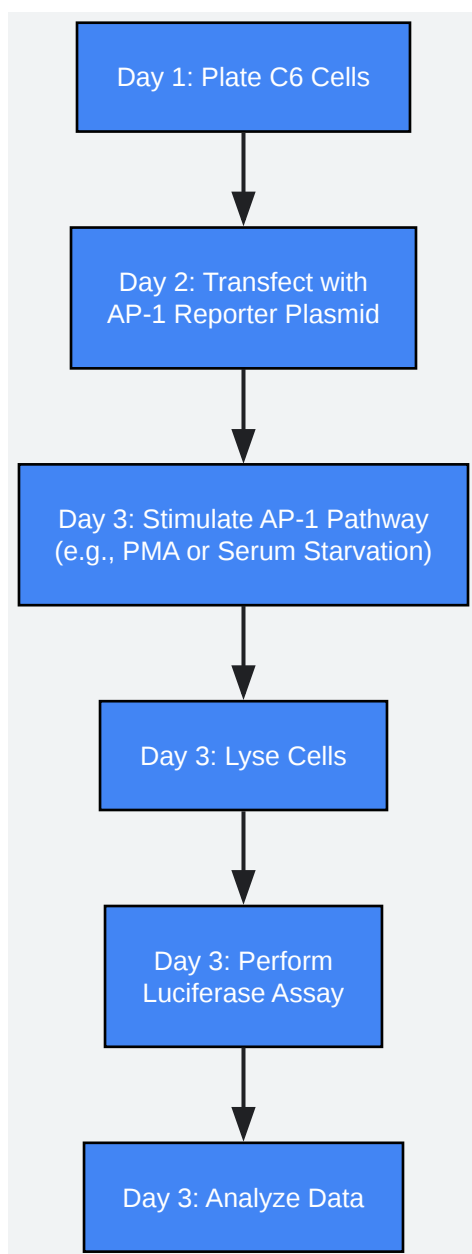 Day 1: Plate C6 Cells
Day 2: Transfect with
AP-1 Reporter Plasmid
Day 3: Stimulate AP-1 Pathway
(e.g., PMA or Serum Starvation)
Day 3: Lyse Cells
Day 3: Perform
Luciferase Assay
Day 3: Analyze Data